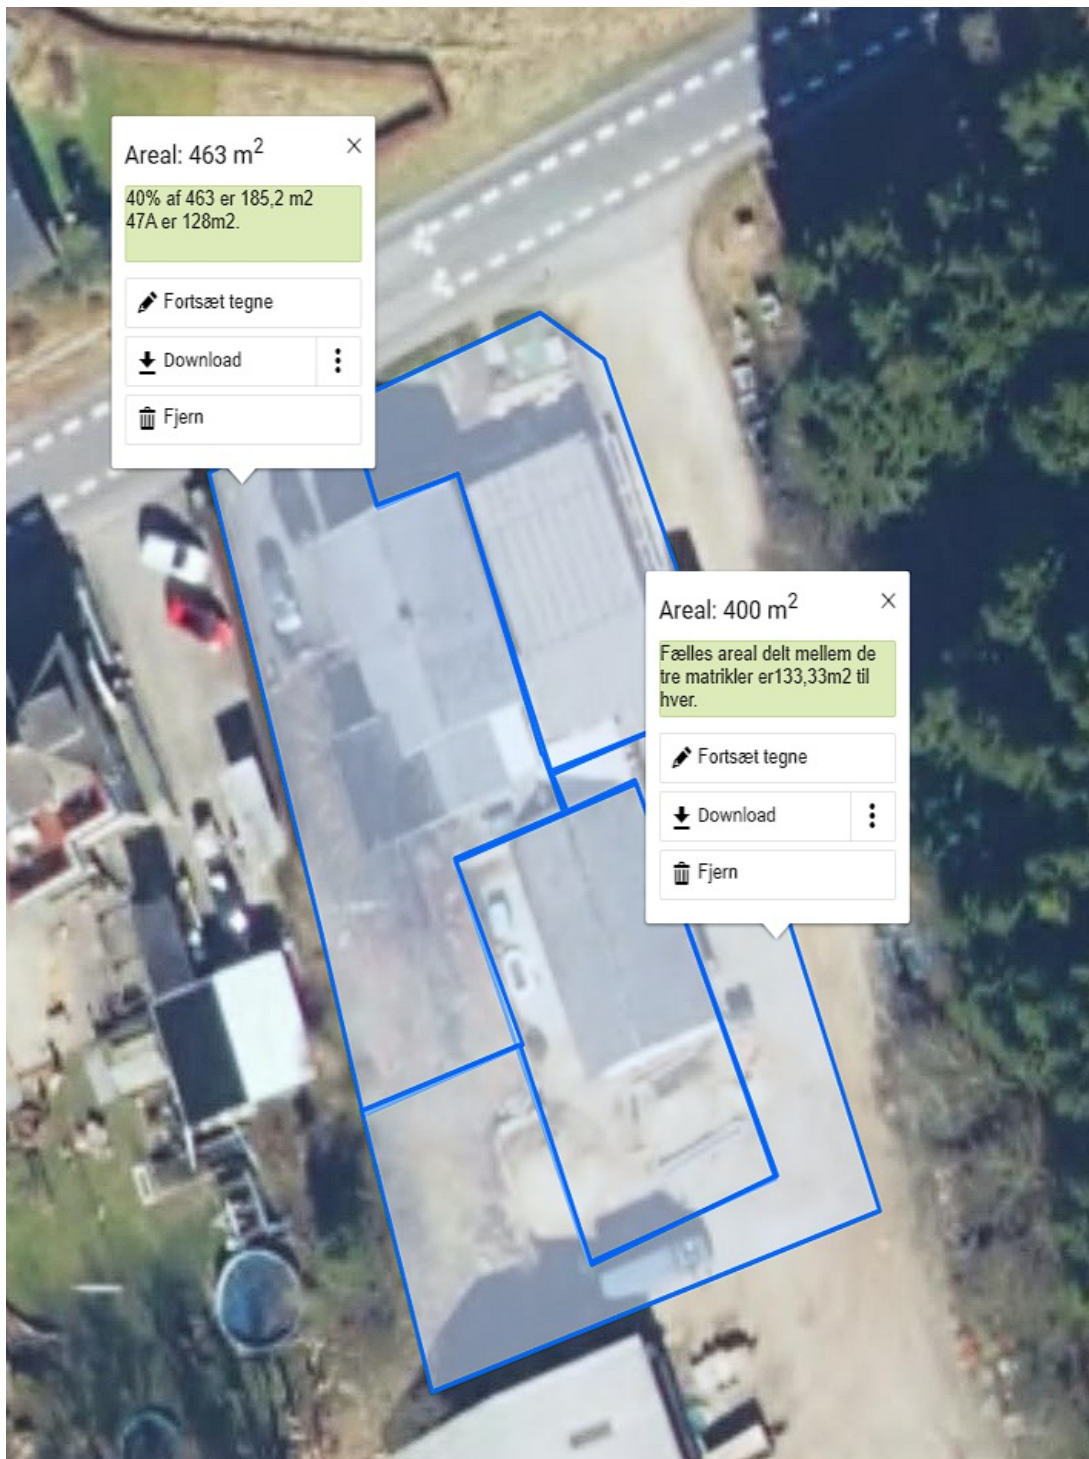 Areal: 463 m²
40% af 463 er 185,2 m2
47A er 128m2.
Fortsæt tegne
Download
Fjern
Areal: 400 m²
Fælles areal delt mellem de
tre matrikler er133,33m2 til
hver.
Fortsæt tegne
Download
Fjern